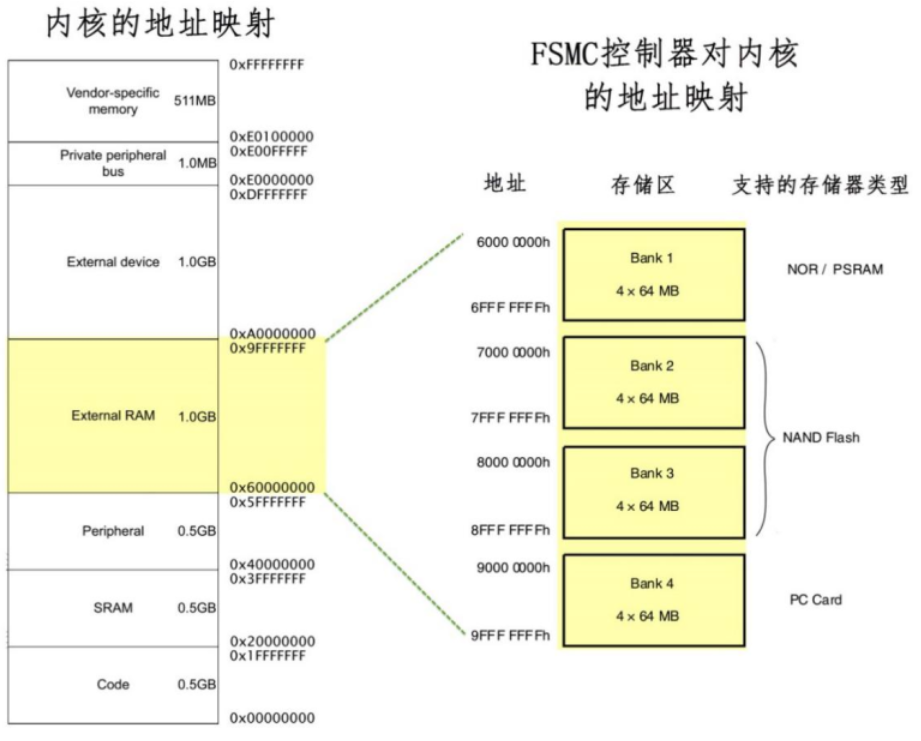 内核的地址映射
0xFFFFFFFF
Vendor-specific
memory
511MB
0xE0100000
0xE00FFFFF
Private peripheral
bus
1.0MB
0xE0000000
0xDFFFFFFF
External device
1.0GB
0xA0000000
0x9FFFFFFF
External RAM
1.0GB
0x60000000
0x5FFFFFFF
Peripheral
0.5GB
0x40000000
0x3FFFFFFF
SRAM
0.5GB
0x20000000
0x1FFFFFFF
Code
0.5GB
0x00000000
FSMC控制器对内核
的地址映射
地址
存储区
支持的存储器类型
6000 0000h
Bank 1
4 × 64 MB
NOR / PSRAM
6FFF FFFFh
7000 0000h
Bank 2
4 × 64 MB
7FFF FFFFh
NAND Flash
8000 0000h
Bank 3
4 × 64 MB
8FFF FFFFh
9000 0000h
Bank 4
4 × 64 MB
PC Card
9FFF FFFFh